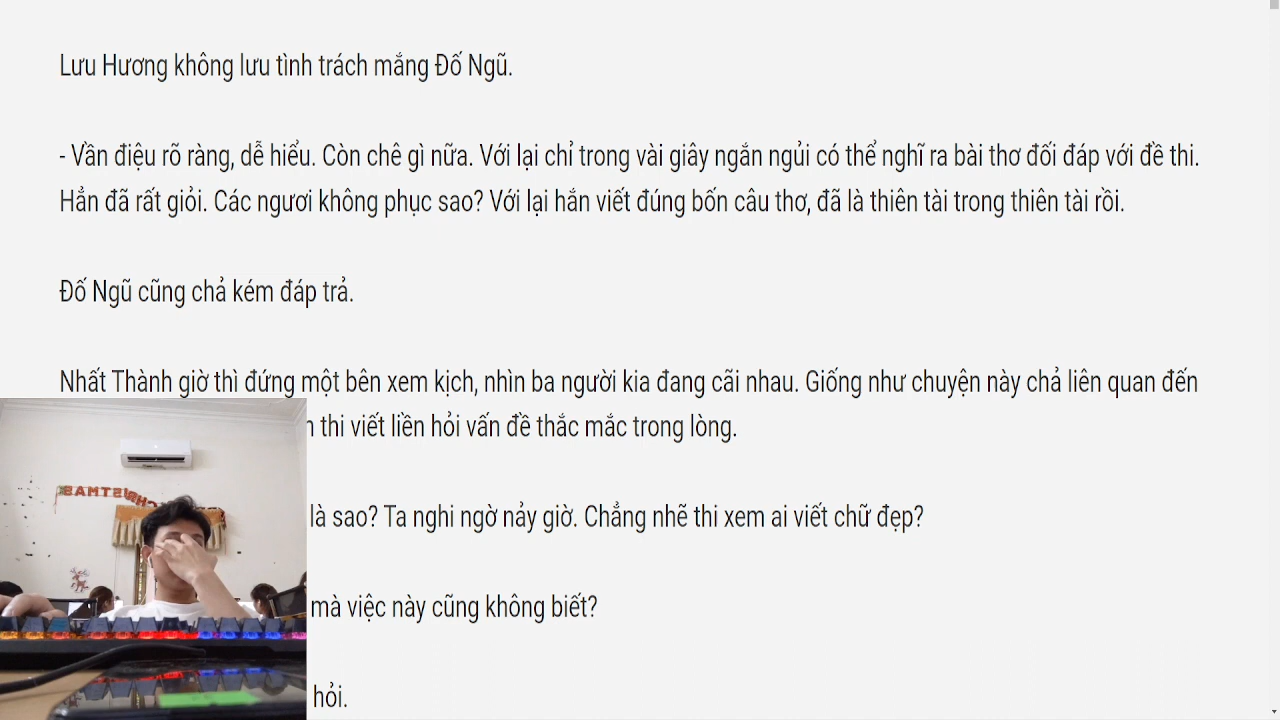 Lưu Hương không lưu tình trách mắng Đố Ngũ.
- Vần điệu rõ ràng, dễ hiểu. Còn chê gì nữa. Với lại chỉ trong vài giây ngắn ngủi có thể nghĩ ra bài thơ đối đáp với đề thi.
Hẳn đã rất giỏi. Các ngươi không phục sao? Với lại hắn viết đúng bốn câu thơ, đã là thiên tài trong thiên tài rồi.
Đố Ngũ cũng chả kém đáp trả.
Nhất Thành giờ thì đứng một bên xem kịch, nhìn ba người kia đang cãi nhau. Giống như chuyện này chả liên quan đến
thi viết liền hỏi vấn đề thắc mắc trong lòng.
là sao? Ta nghi ngờ nảy giờ. Chẳng nhẽ thi xem ai viết chữ đẹp?
mà việc này cũng không biết?
hỏi.